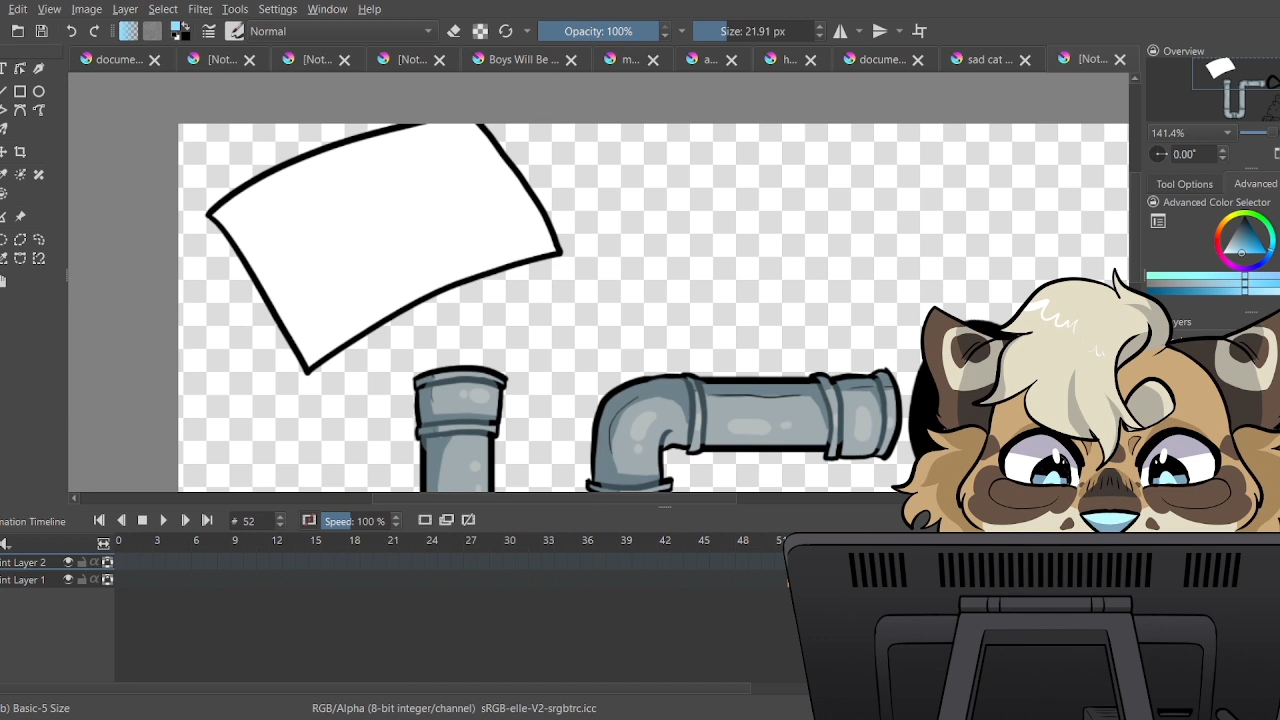 Edit View Image Layer Select Filter Tools Settings Window Help
Normal Opacity: 100% Size: 21.91 px
docume... [Not... [Not... [Not... Boys Will Be ... m... a... h... docume... sad cat ... [Not...
Overview
141.4%
0.00°
Tool Options Advanced
Advanced Color Selector
ayers
mation Timeline # 52 Speed: 100 %
0 3 6 9 12 15 18 21 24 27 30 33 36 39 42 45 48 51
int Layer 2
int Layer 1
) Basic-5 Size RGB/Alpha (8-bit integer/channel) sRGB-elle-V2-srgbtrc.icc